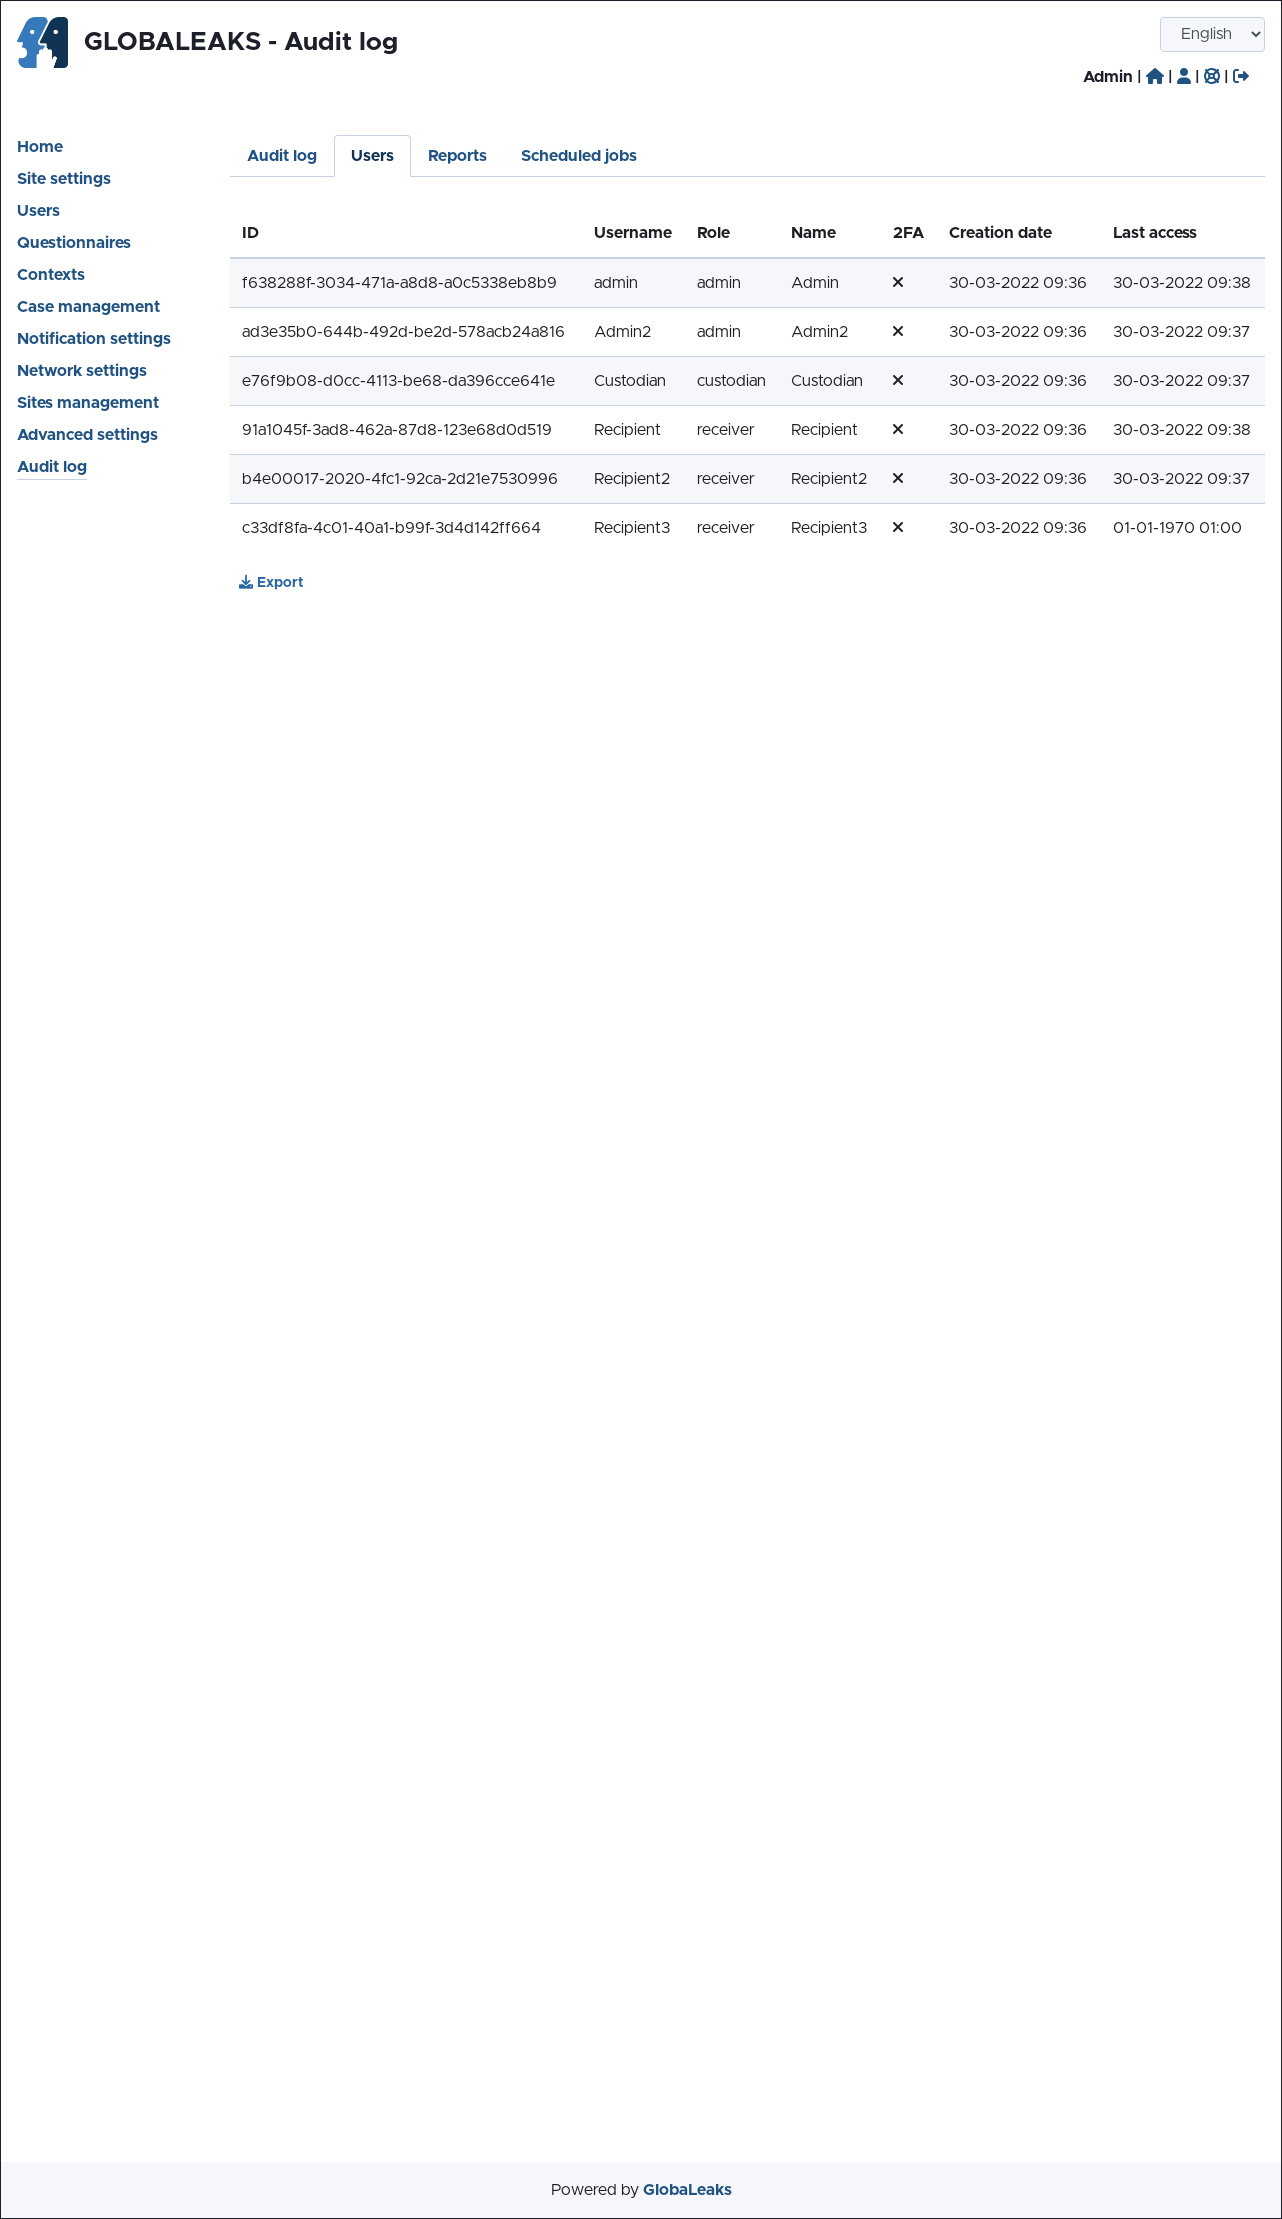 GLOBALEAKS - Audit log
English
Admin | | | |
Home
Site settings
Users
Questionnaires
Contexts
Case management
Notification settings
Network settings
Sites management
Advanced settings
Audit log
Audit log Users Reports Scheduled jobs
ID Username Role Name 2FA Creation date Last access
f638288f-3034-471a-a8d8-a0c5338eb8b9 admin admin Admin 30-03-2022 09:36 30-03-2022 09:38
ad3e35b0-644b-492d-be2d-578acb24a816 Admin2 admin Admin2 30-03-2022 09:36 30-03-2022 09:37
e76f9b08-d0cc-4113-be68-da396cce641e Custodian custodian Custodian 30-03-2022 09:36 30-03-2022 09:37
91a1045f-3ad8-462a-87d8-123e68d0d519 Recipient receiver Recipient 30-03-2022 09:36 30-03-2022 09:38
b4e00017-2020-4fc1-92ca-2d21e7530996 Recipient2 receiver Recipient2 30-03-2022 09:36 30-03-2022 09:37
c33df8fa-4c01-40a1-b99f-3d4d142ff664 Recipient3 receiver Recipient3 30-03-2022 09:36 01-01-1970 01:00
Export
Powered by GlobaLeaks